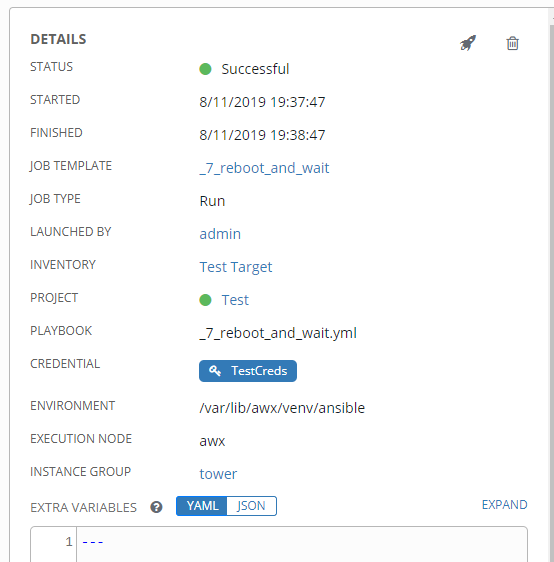 DETAILS
STATUS Successful
STARTED 8/11/2019 19:37:47
FINISHED 8/11/2019 19:38:47
JOB TEMPLATE _7_reboot_and_wait
JOB TYPE Run
LAUNCHED BY admin
INVENTORY Test Target
PROJECT Test
PLAYBOOK _7_reboot_and_wait.yml
CREDENTIAL TestCreds
ENVIRONMENT /var/lib/awx/venv/ansible
EXECUTION NODE awx
INSTANCE GROUP tower
EXTRA VARIABLES ? YAML JSON EXPAND
1 ---